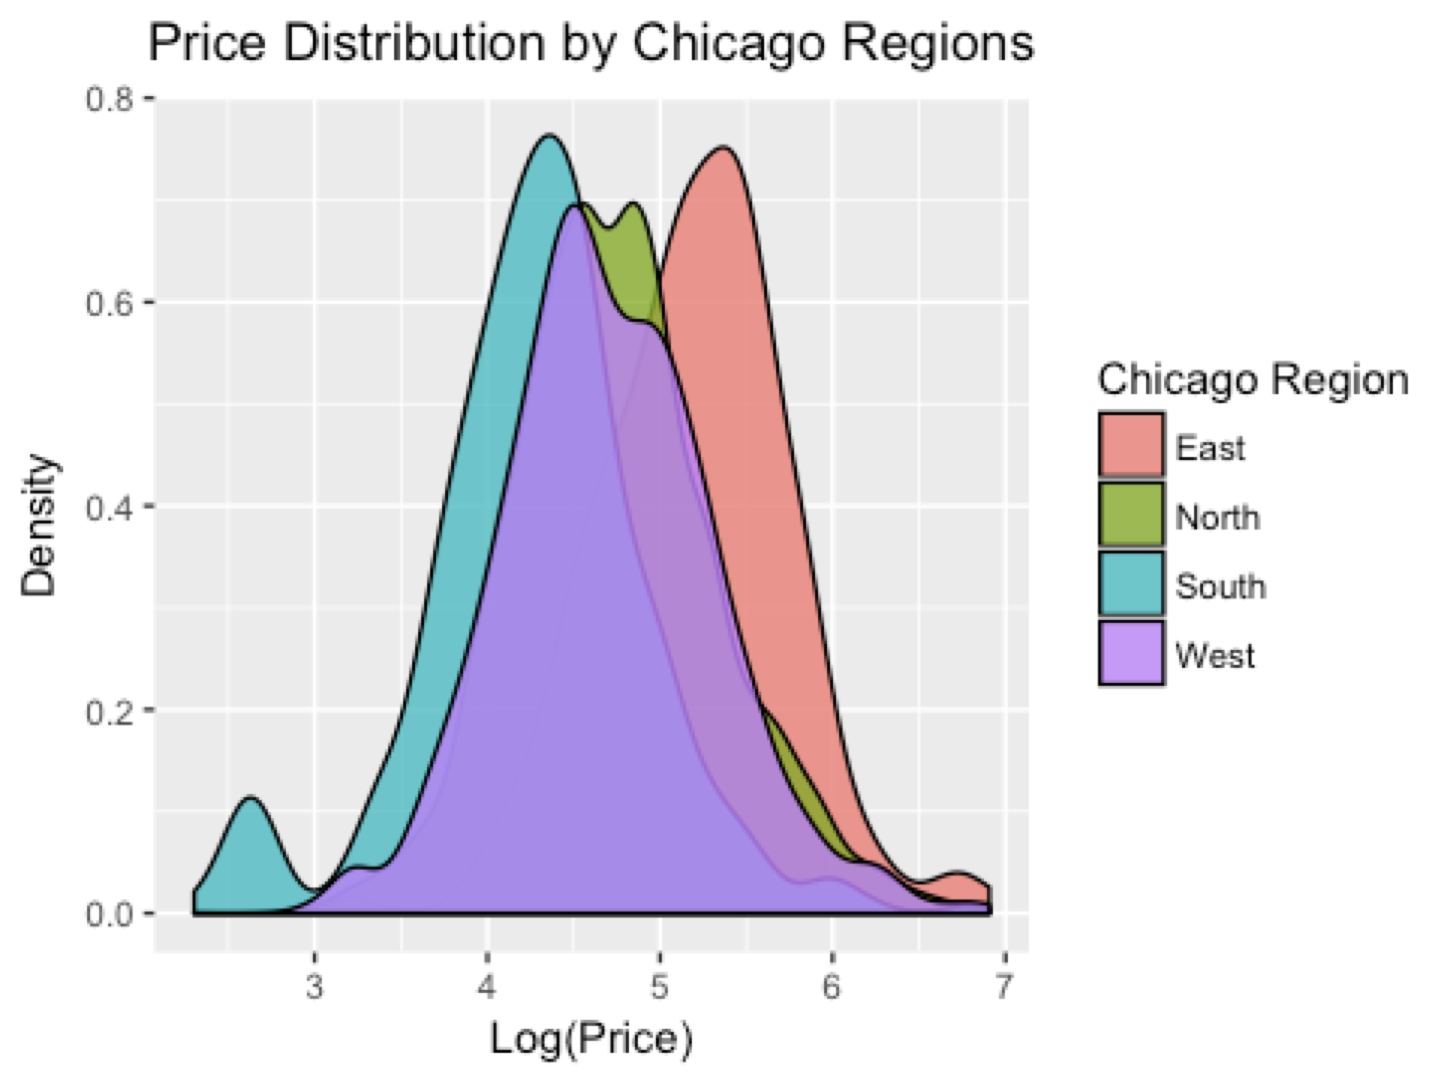 Price Distribution by Chicago Regions
0.8
0.6
0.4
0.2
0.0
Density
3 4 5 6 7
Log(Price)
Chicago Region
East
North
South
West